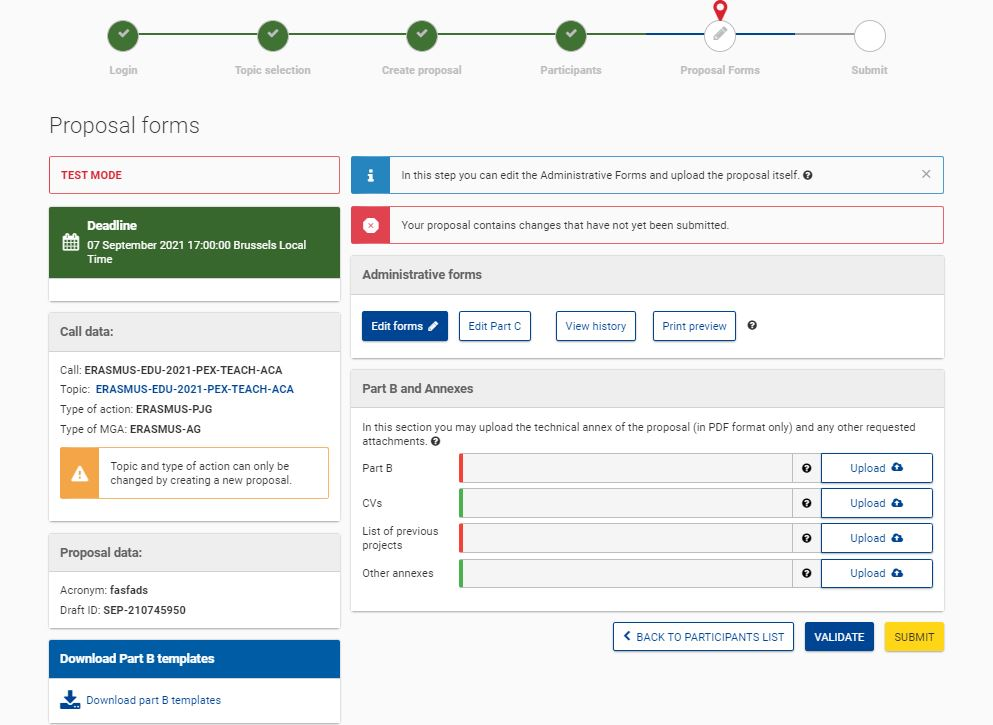 Login
Topic selection
Create proposal
Participants
Proposal Forms
Submit
Proposal forms
TEST MODE
Deadline
07 September 2021 17:00:00 Brussels Local
Time
Call data:
Call: ERASMUS-EDU-2021-PEX-TEACH-ACA
Topic: ERASMUS-EDU-2021-PEX-TEACH-ACA
Type of action: ERASMUS-PJG
Type of MGA: ERASMUS-AG
Topic and type of action can only be
changed by creating a new proposal.
Proposal data:
Acronym: fasfads
Draft ID: SEP-210745950
Download Part B templates
Download part B templates
In this step you can edit the Administrative Forms and upload the proposal itself.
Your proposal contains changes that have not yet been submitted.
Administrative forms
Edit forms
Edit Part C
View history
Print preview
Part B and Annexes
In this section you may upload the technical annex of the proposal (in PDF format only) and any other requested
attachments.
Part B
Upload
CVs
Upload
List of previous
projects
Upload
Other annexes
Upload
BACK TO PARTICIPANTS LIST
VALIDATE
SUBMIT